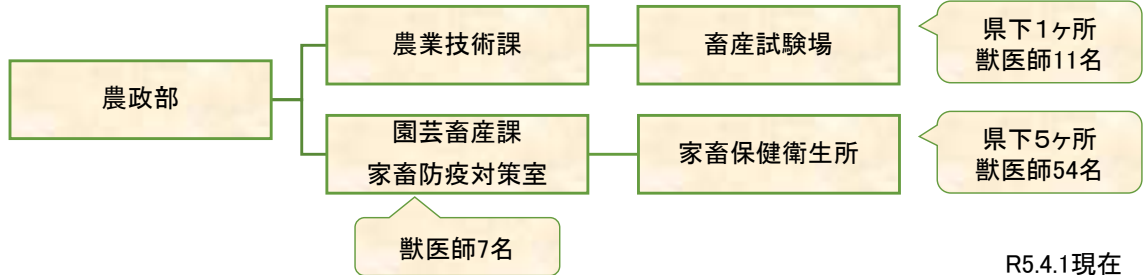 農政部
農業技術課
畜産試験場
県下1ヶ所
獣医師11名
園芸畜産課
家畜防疫対策室
獣医師7名
家畜保健衛生所
県下5ヶ所
獣医師54名
R5.4.1現在